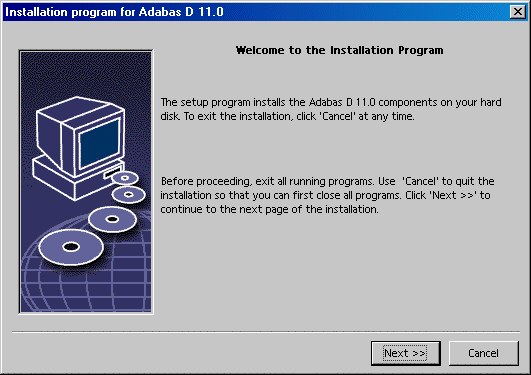 Installation program for Adabas D 11.0
Welcome to the Installation Program
The setup program installs the Adabas D 11.0 components on your hard
disk. To exit the installation, click 'Cancel' at any time.
Before proceeding, exit all running programs. Use  'Cancel' to quit the
installation so that you can first close all programs. Click 'Next >>' to
continue to the next page of the installation.
Next >>
Cancel